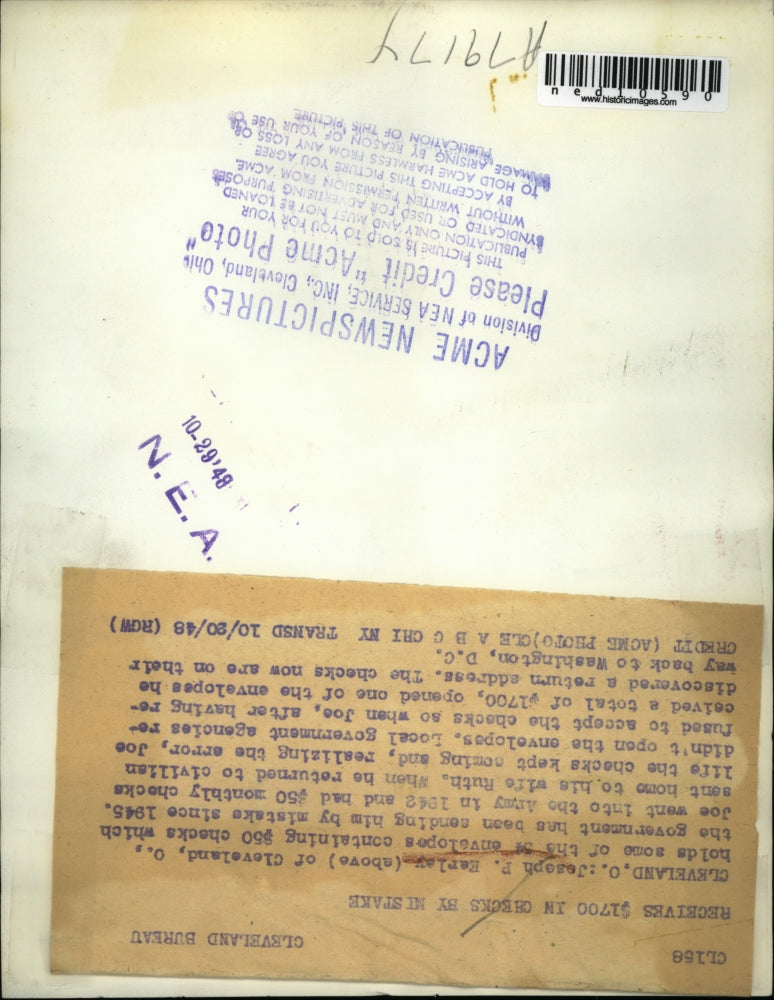 A79174
ned10590
www.historicimages.com
ACME NEWSPICTURES
Division of NEA SERVICE, INC., Cleveland, Ohio
Please Credit "Acme Photo"
THIS PICTURE IS SOLD TO YOU FOR YOUR
PUBLICATION ONLY AND MUST NOT BE LOANED
SYNDICATED OR USED FOR ADVERTISING PURPOSES
WITHOUT WRITTEN PERMISSION FROM ACME.
BY ACCEPTING THIS PICTURE YOU AGREE
TO HOLD ACME HARMLESS FROM ANY LOSS OR
DAMAGE ARISING BY REASON OF YOUR USE OR
PUBLICATION OF THIS PICTURE
10-29-'48
N.E.A.
CL158 CLEVELAND BUREAU
RECEIVES $1700 IN CHECKS BY MISTAKE
CLEVELAND, O.: Joseph P. Earley (above) of Cleveland, O.,
holds some of the 34 envelopes containing $50 checks which
the government has been sending him by mistake since 1945.
Joe went into the Army in 1942 and had $50 monthly checks
sent home to his wife Ruth. When he returned to civilian
life the checks kept coming and, realizing the error, Joe
didn't open the envelopes. Local government agencies re-
fused to accept the checks so when Joe, after having re-
ceived a total of $1700, opened one of the envelopes he
discovered a return address. The checks are now on their
way back to Washington, D.C.
CREDIT (ACME PHOTO) CLE A B C CHI NY TRANSD 10/20/48 (RGW)